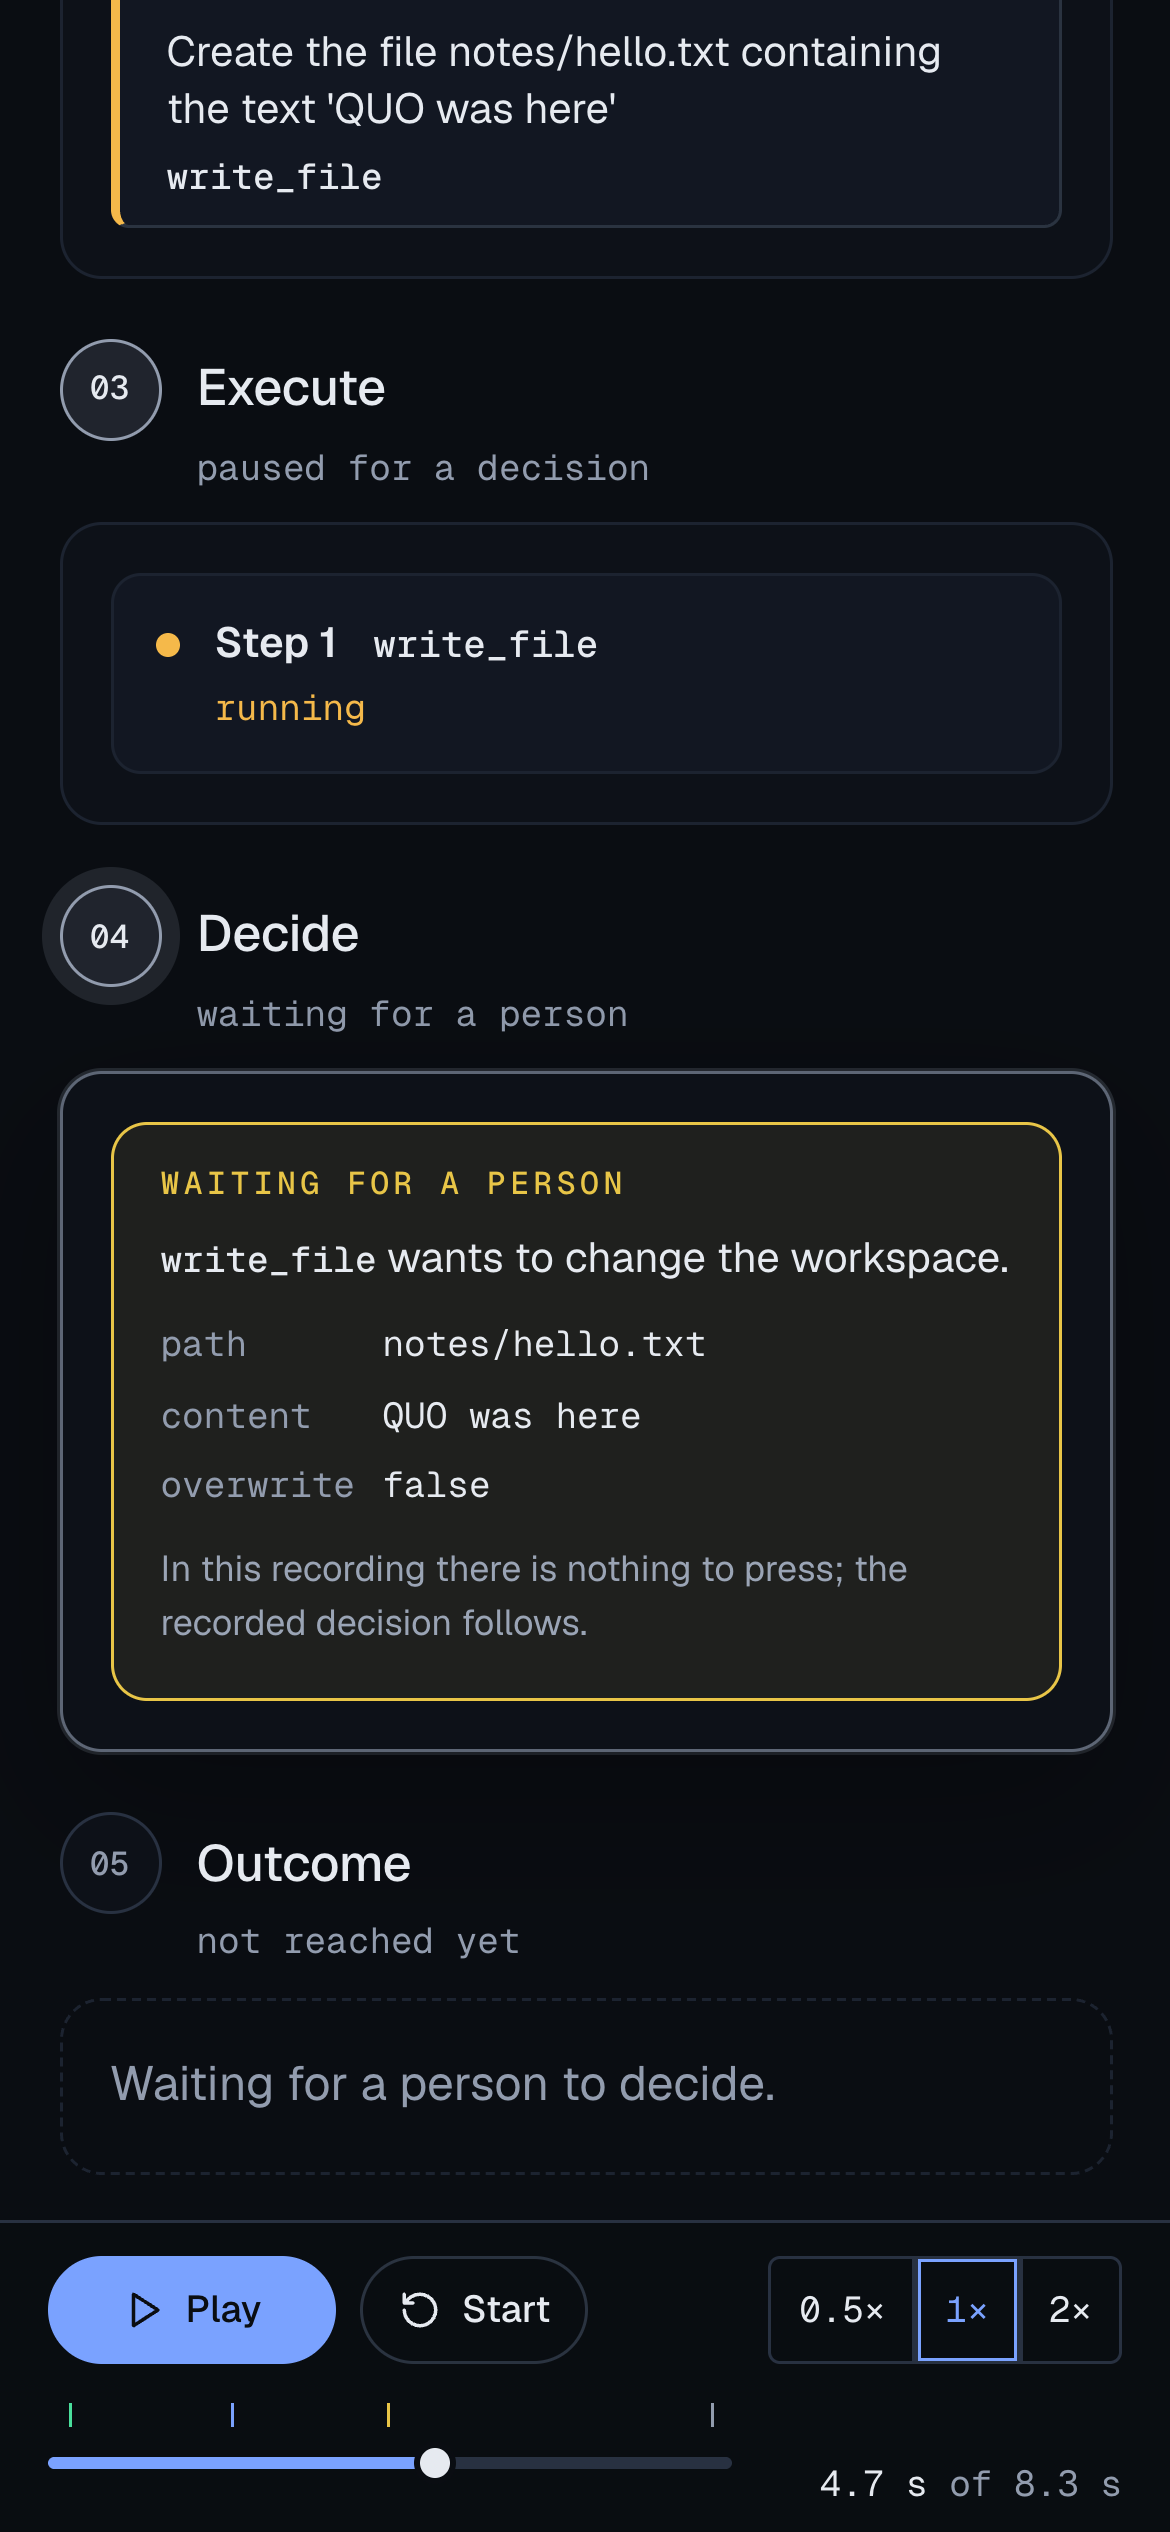 Create the file notes/hello.txt containing
the text 'QUO was here'
write_file
03
Execute
paused for a decision
Step 1 write_file
running
04
Decide
waiting for a person
WAITING FOR A PERSON
write_file wants to change the workspace.
path notes/hello.txt
content QUO was here
overwrite false
In this recording there is nothing to press; the
recorded decision follows.
05
Outcome
not reached yet
Waiting for a person to decide.
Play Start 0.5× 1× 2×
4.7 s of 8.3 s